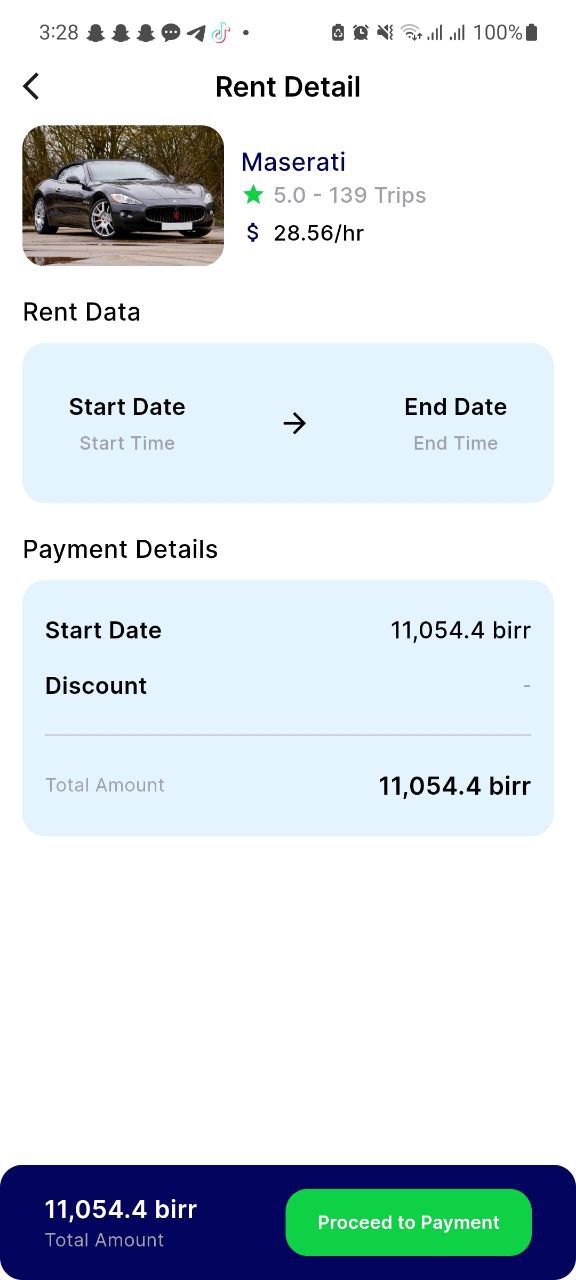 3:28 100%
Rent Detail
Maserati
5.0 - 139 Trips
$ 28.56/hr
Rent Data
Start Date → End Date
Start Time End Time
Payment Details
Start Date 11,054.4 birr
Discount -
Total Amount 11,054.4 birr
11,054.4 birr
Total Amount
Proceed to Payment